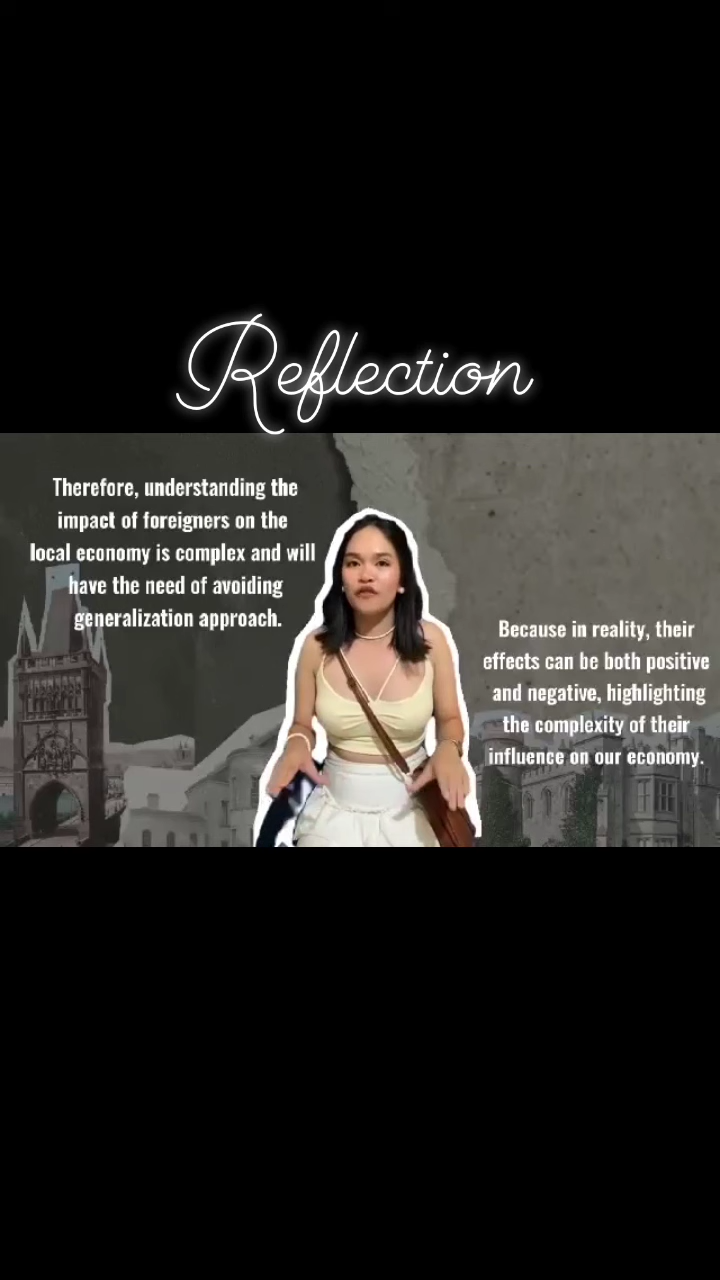 Reflection
Therefore, understanding the
impact of foreigners on the
local economy is complex and will
have the need of avoiding
generalization approach.
Because in reality, their
effects can be both positive
and negative, highlighting
the complexity of their
influence on our economy.